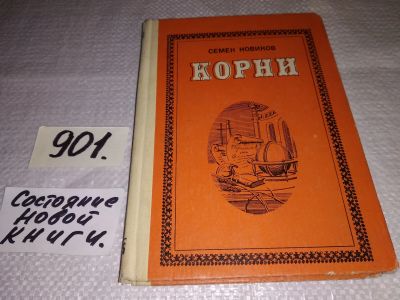 СЕМЕН НОВИКОВ
КОРНИ
901.
Состояние
новой
книги.